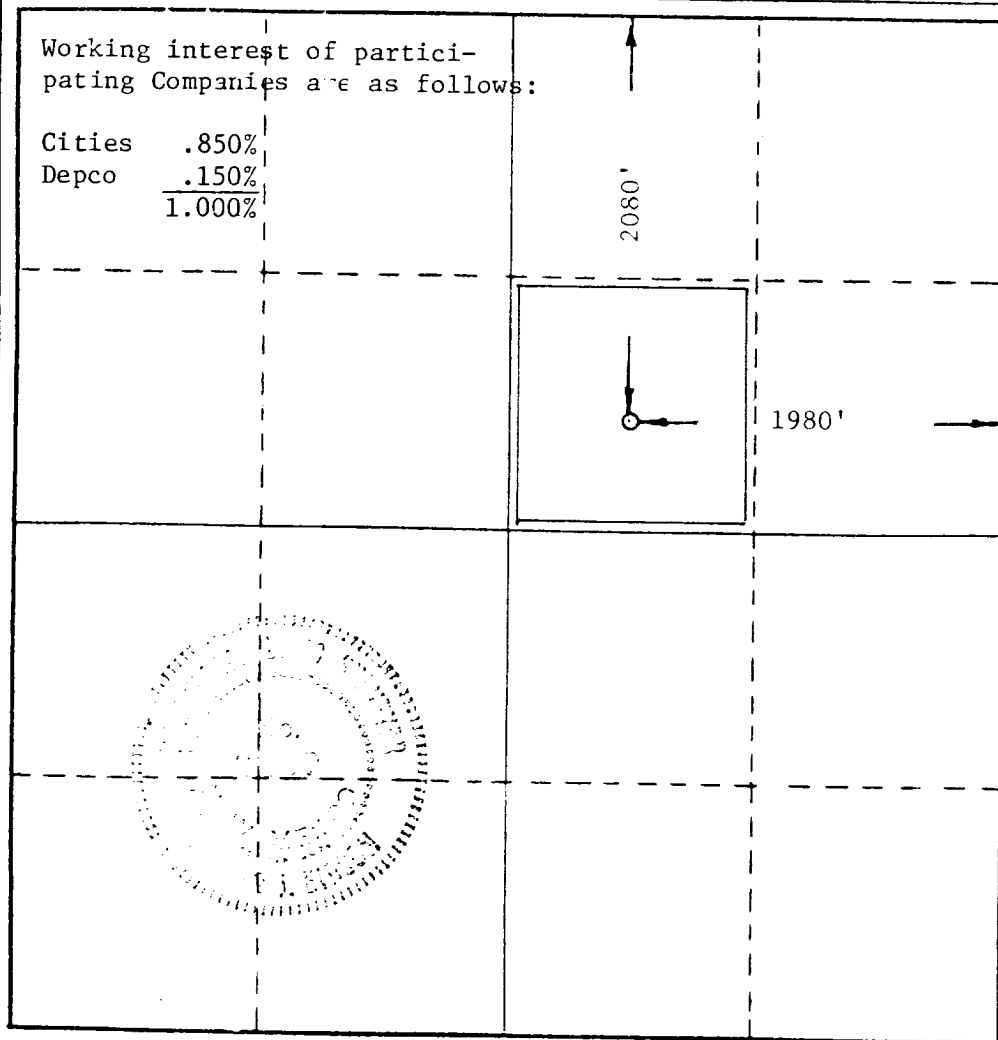 Working interest of partici-
pating Companies are as follows:
Cities .850%
Depco .150%
1.000%
2080'
1980'